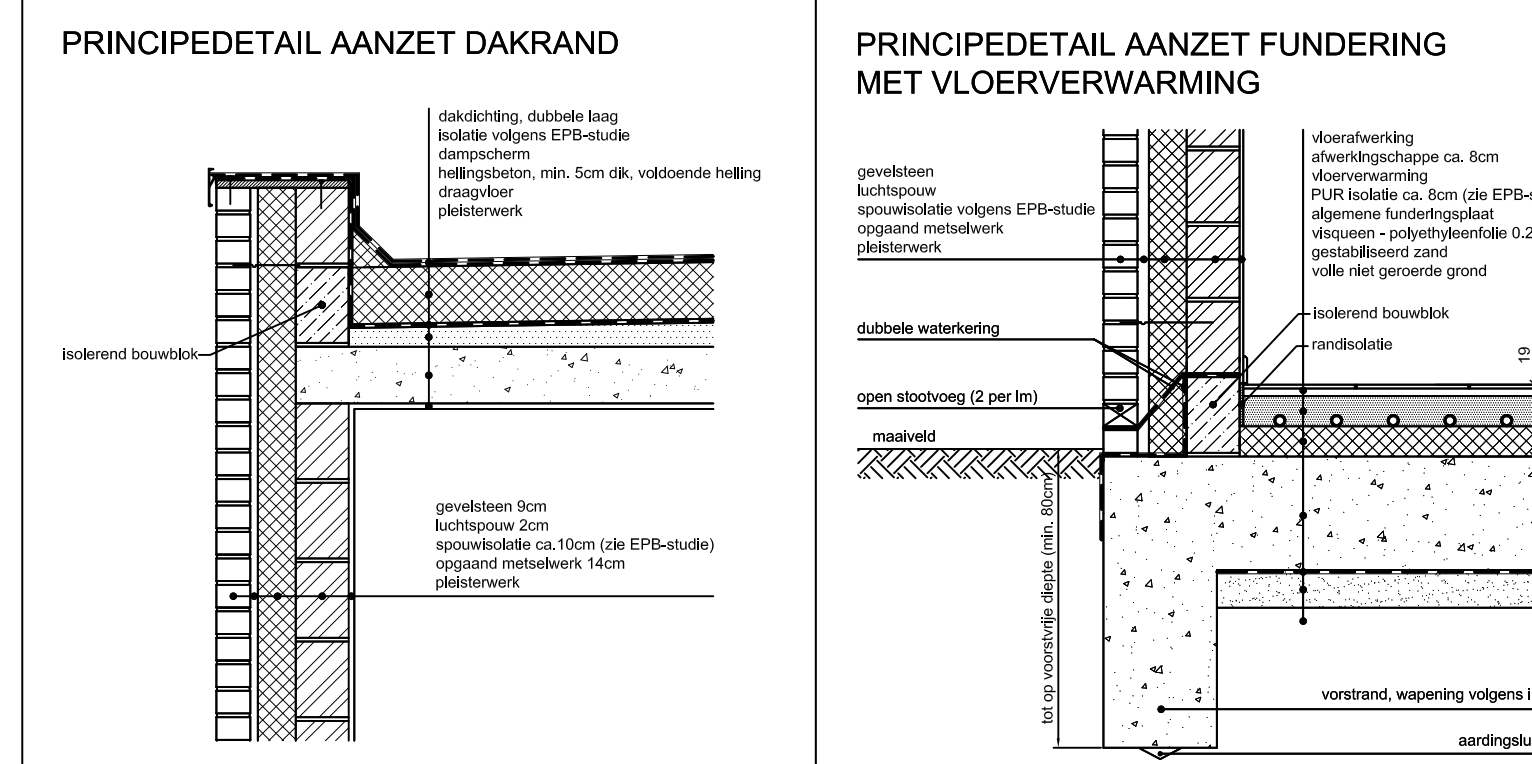 PRINCIPEDETAIL AANZET DAKRAND
dakdichting, dubbele laag
isolatie volgens EPB-studie
dampscherm
hellingsbeton, min. 5cm dik, voldoende helling
draagvloer
pleisterwerk
isolerend bouwblok
gevelsteen 9cm
luchtspouw 2cm
spouwisolatie ca.10cm (zie EPB-studie)
opgaand metselwerk 14cm
pleisterwerk
PRINCIPEDETAIL AANZET FUNDERING
MET VLOERVERWARMING
gevelsteen
luchtspouw
spouwisolatie volgens EPB-studie
opgaand metselwerk
pleisterwerk
dubbele waterkering
open stootvoeg (2 per lm)
maaiveld
tot op voorstvrije diepte (min. 80cm)
vloerafwerking
afwerkingschappe ca. 8cm
vloerverwarming
PUR isolatie ca. 8cm (zie EPB-s
algemene funderingsplaat
visqueen - polyethyleenfolie 0.2
gestabiliseerd zand
volle niet geroerde grond
isolerend bouwblok
randisolatie
19
vorstrand, wapening volgens i
aardingslu